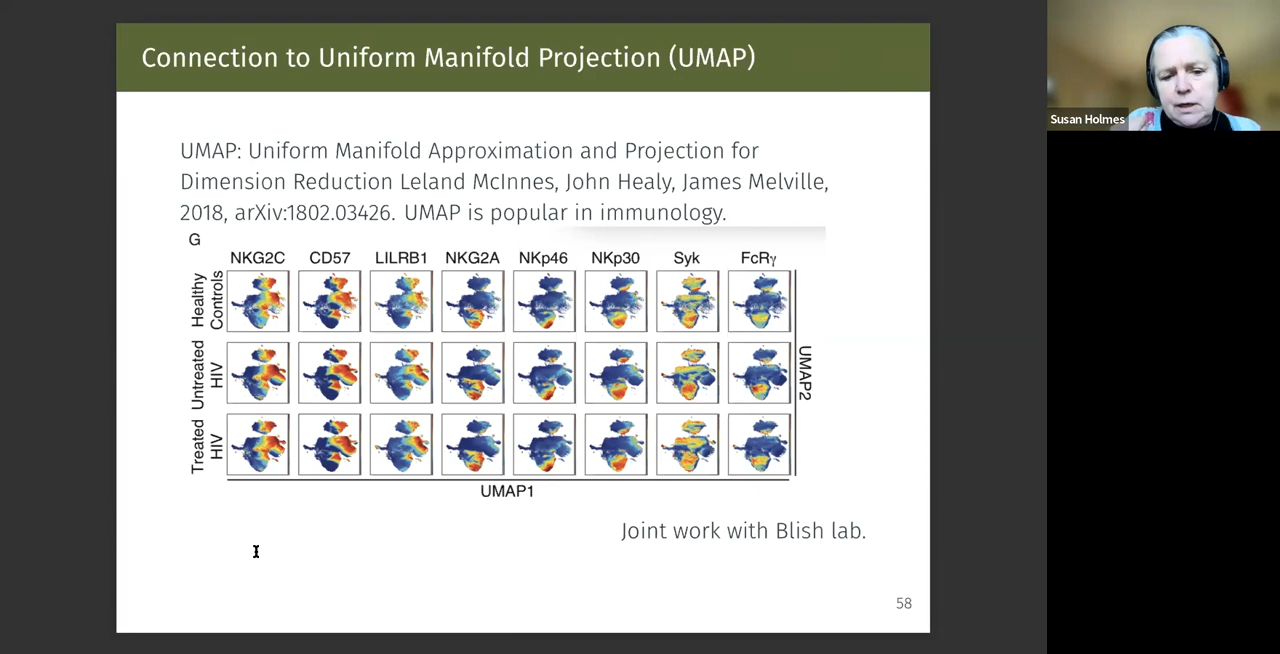 Connection to Uniform Manifold Projection (UMAP)
Susan Holmes
UMAP: Uniform Manifold Approximation and Projection for
Dimension Reduction Leland McInnes, John Healy, James Melville,
2018, arXiv:1802.03426. UMAP is popular in immunology.
G
NKG2C CD57 LILRB1 NKG2A NKp46 NKp30 Syk FcRγ
Healthy
Controls
Untreated
HIV
Treated
HIV
UMAP2
UMAP1
Joint work with Blish lab.
58